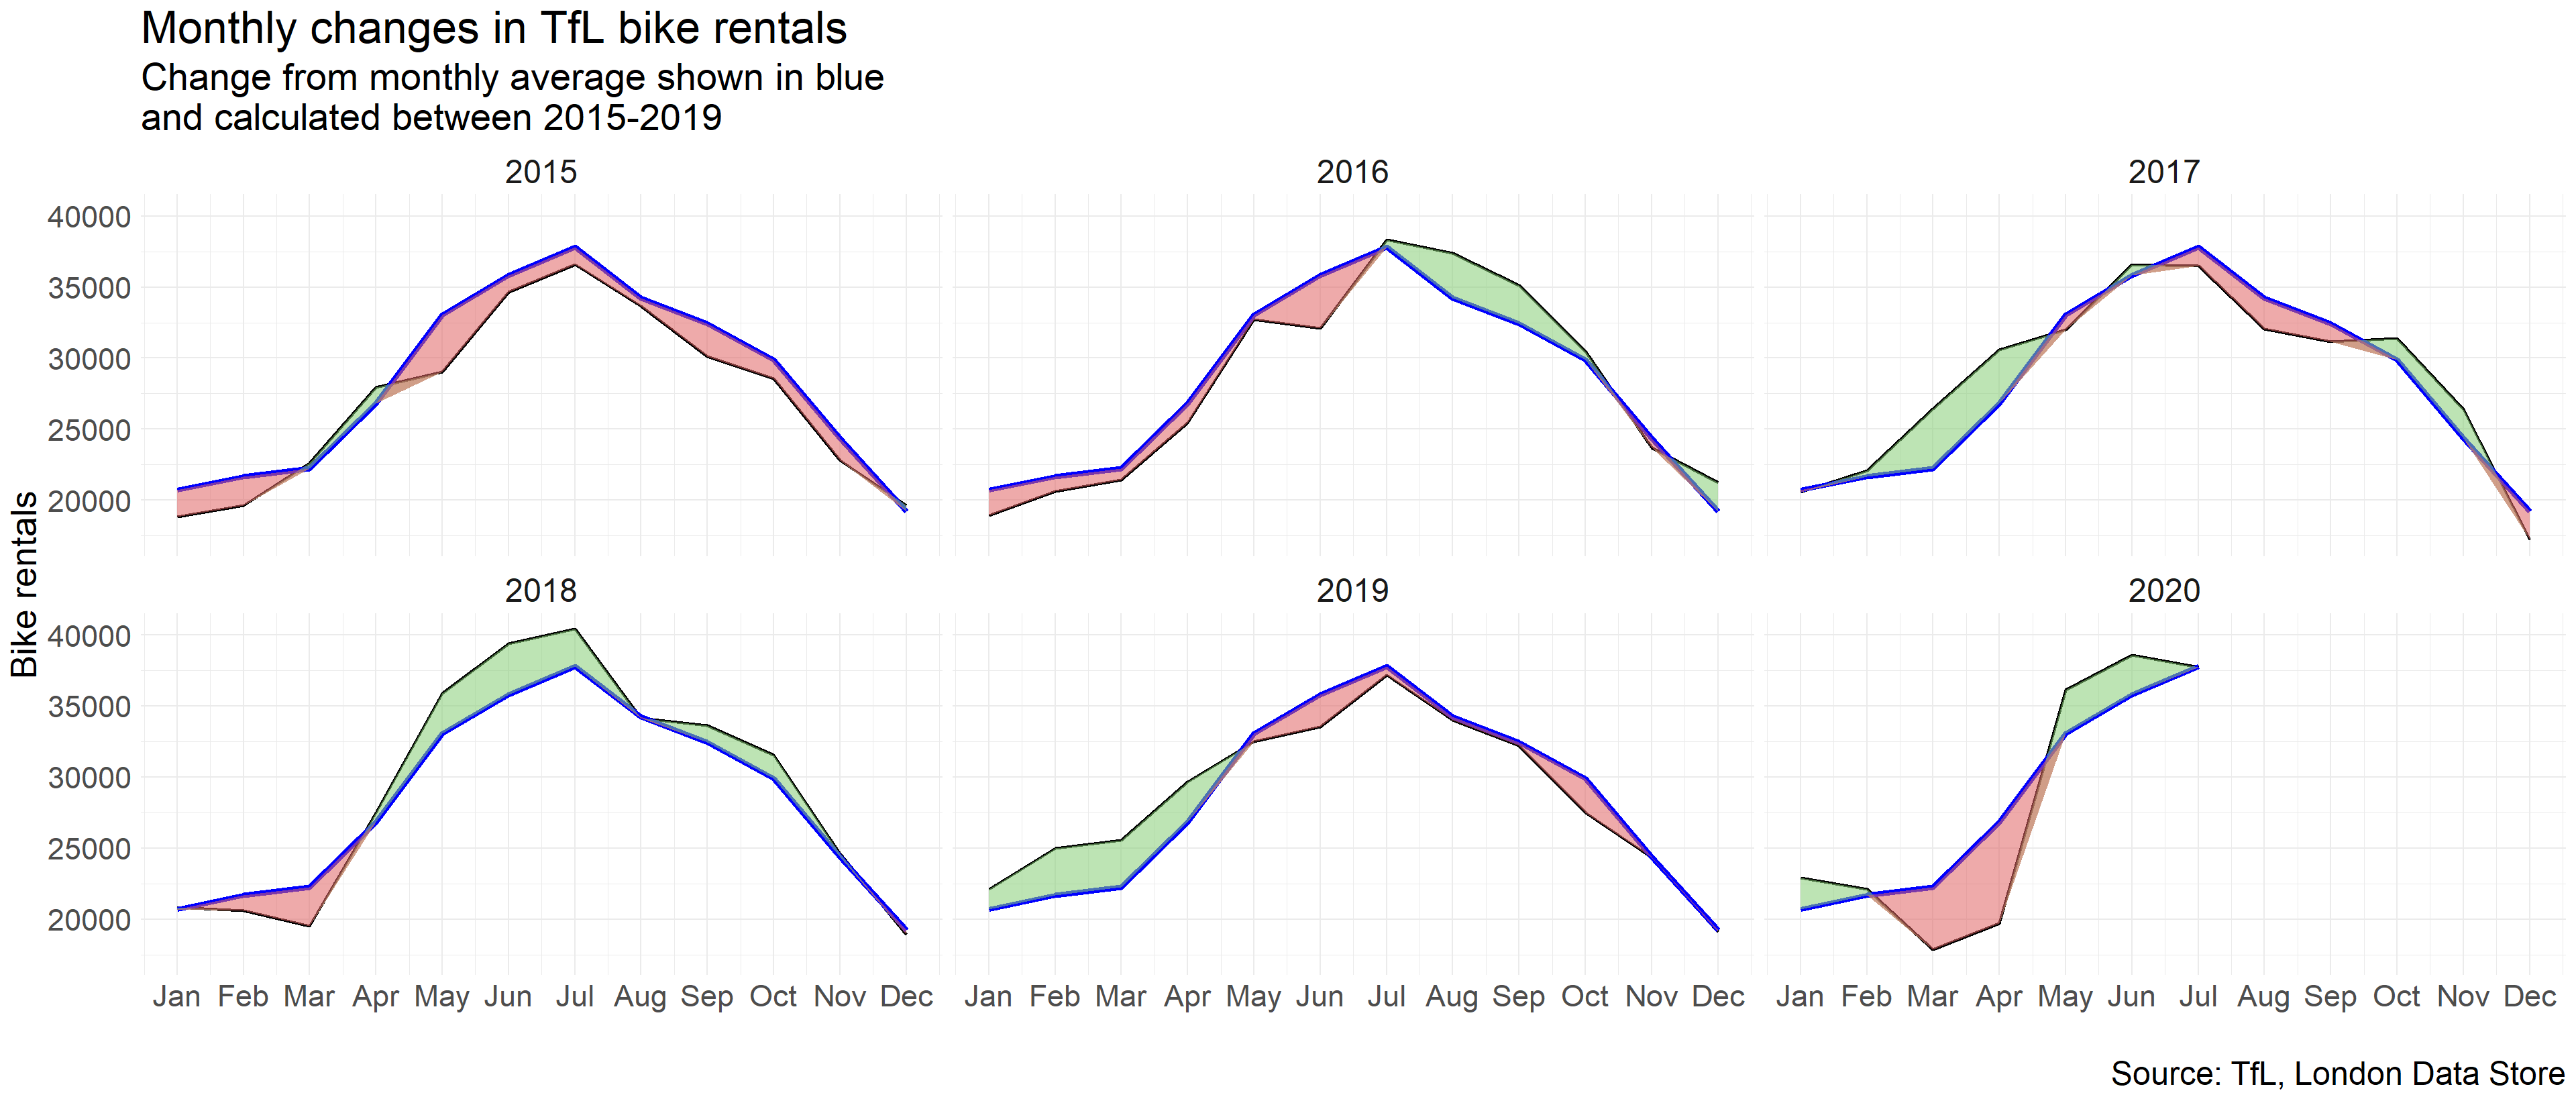 Monthly changes in TfL bike rentals
Change from monthly average shown in blue
and calculated between 2015-2019
2015
2016
2017
40000
35000
30000
25000
20000
Bike rentals
2018
2019
2020
40000
35000
30000
25000
20000
Jan Feb Mar Apr May Jun Jul Aug Sep Oct Nov Dec
Jan Feb Mar Apr May Jun Jul Aug Sep Oct Nov Dec
Jan Feb Mar Apr May Jun Jul Aug Sep Oct Nov Dec
Source: TfL, London Data Store